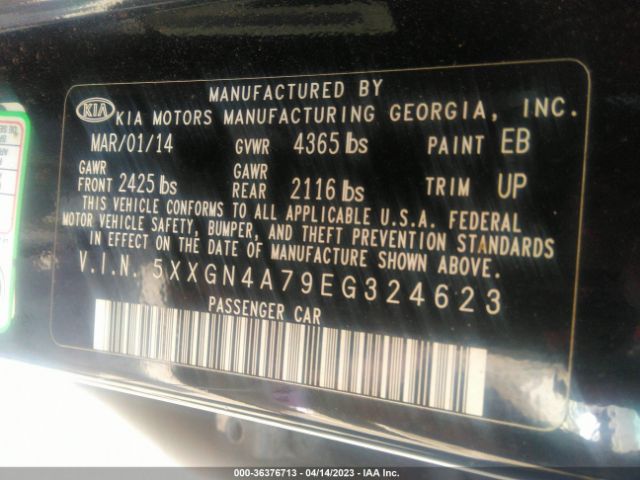 MANUFACTURED BY
KIA KIA MOTORS MANUFACTURING GEORGIA, INC.
MAR/01/14 GVWR 4365 lbs PAINT EB
GAWR FRONT 2425 lbs GAWR REAR 2116 lbs TRIM UP
THIS VEHICLE CONFORMS TO ALL APPLICABLE U.S.A. FEDERAL
MOTOR VEHICLE SAFETY, BUMPER, AND THEFT PREVENTION STANDARDS
IN EFFECT ON THE DATE OF MANUFACTURE SHOWN ABOVE.
V.I.N. 5XXGN4A79EG324623
PASSENGER CAR
000-36376713 - 04/14/2023 - IAA Inc.